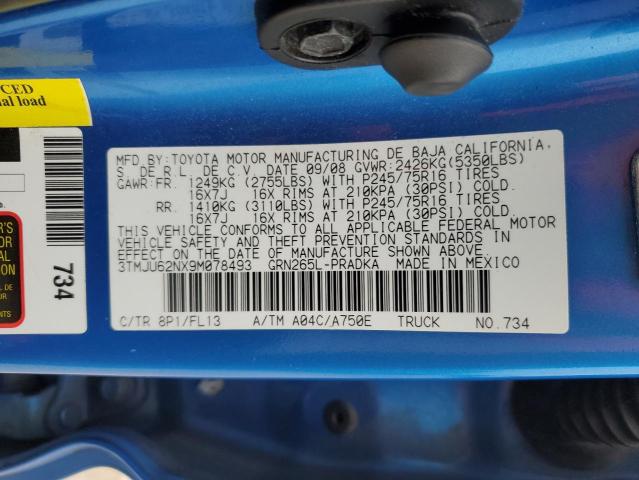 CED
al load
MFD.BY:TOYOTA MOTOR MANUFACTURING DE BAJA CALIFORNIA,
S. DE R.L. DE C.V. DATE 09/08 GVWR:2426KG(5350LBS)
GAWR:FR. 1249KG (2755LBS) WITH P245/75R16 TIRES
16X7J 16X RIMS AT 210KPA (30PSI) COLD.
RR. 1410KG (3110LBS) WITH P245/75R16 TIRES
16X7J 16X RIMS AT 210KPA (30PSI) COLD.
THIS VEHICLE CONFORMS TO ALL APPLICABLE FEDERAL MOTOR
VEHICLE SAFETY AND THEFT PREVENTION STANDARDS IN
EFFECT ON THE DATE OF MANUFACTURE SHOWN ABOVE.
3TMJU62NX9M078493 GRN265L-PRADKA MADE IN MEXICO
C/TR 8P1/FL13 A/TM A04C/A750E TRUCK NO.734
734